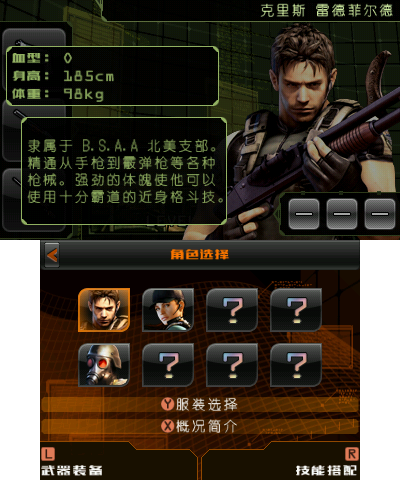 克里斯 雷德菲尔德
血型: O
身高: 185cm
体重: 98kg
隶属于 B.S.A.A 北美支部。
精通从手枪到霰弹枪等各种
枪械。强劲的体魄使他可以
使用十分霸道的近身格斗技。
角色选择
?
?
?
?
?
Y服装选择
X概况简介
L
R
武器装备
技能搭配